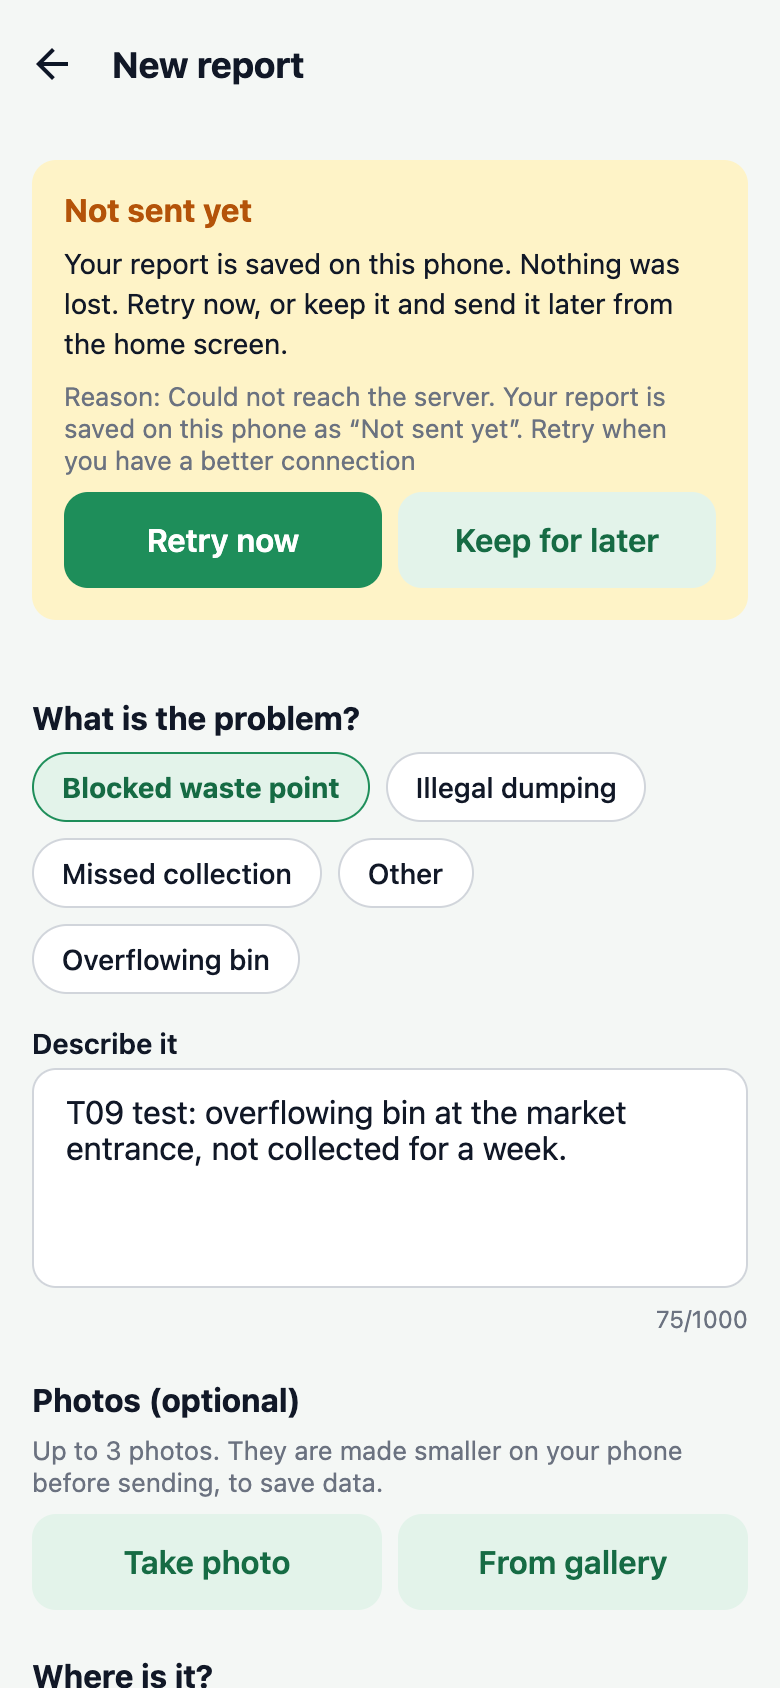 New report
Not sent yet
Your report is saved on this phone. Nothing was
lost. Retry now, or keep it and send it later from
the home screen.
Reason: Could not reach the server. Your report is
saved on this phone as “Not sent yet”. Retry when
you have a better connection
Retry now
Keep for later
What is the problem?
Blocked waste point
Illegal dumping
Missed collection
Other
Overflowing bin
Describe it
T09 test: overflowing bin at the market
entrance, not collected for a week.
75/1000
Photos (optional)
Up to 3 photos. They are made smaller on your phone
before sending, to save data.
Take photo
From gallery
Where is it?